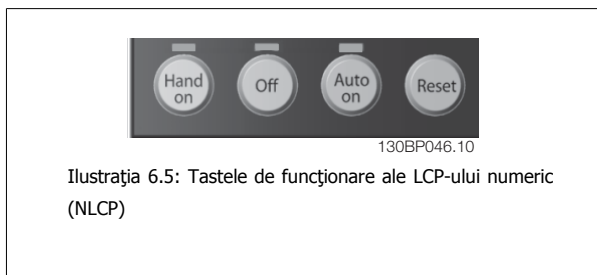 Hand
on
Off
Auto
on
Reset
130BP046.10
Ilustraţia 6.5: Tastele de funcţionare ale LCP-ului numeric
(NLCP)